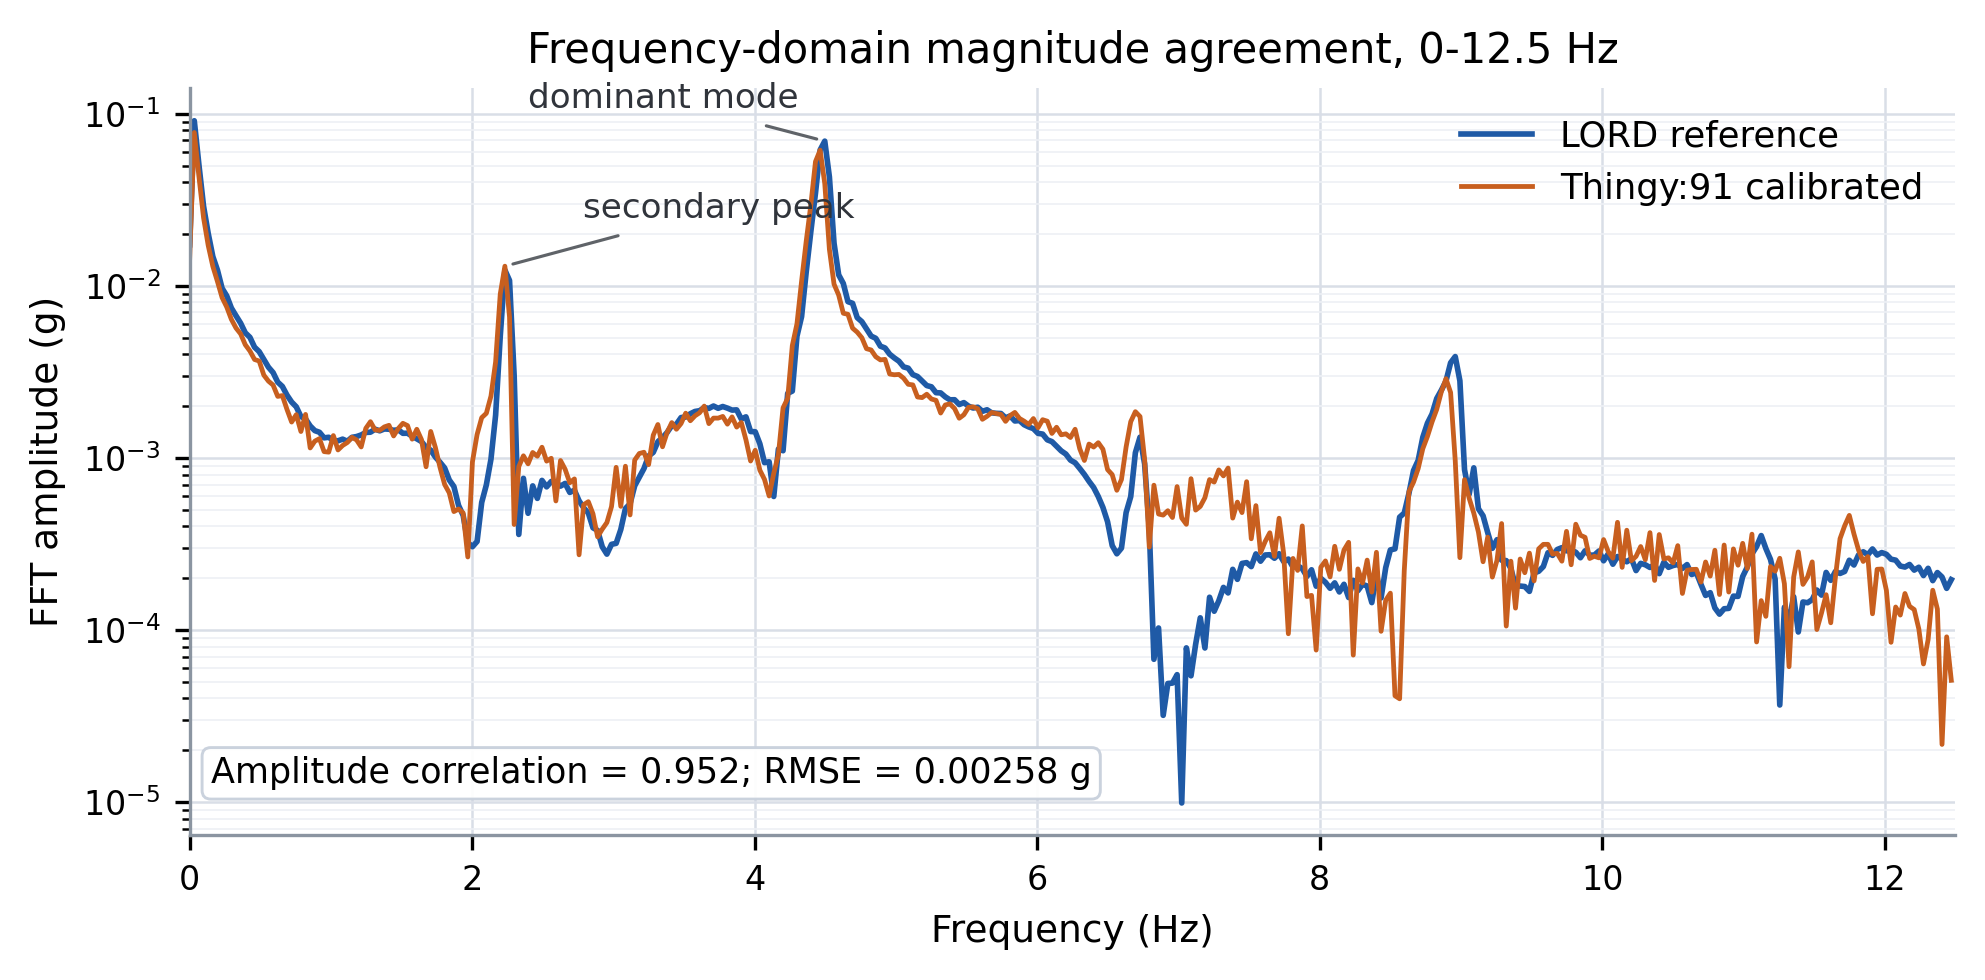 Frequency-domain magnitude agreement, 0-12.5 Hz
dominant mode
secondary peak
LORD reference
Thingy:91 calibrated
FFT amplitude (g)
10⁻¹
10⁻²
10⁻³
10⁻⁴
10⁻⁵
Amplitude correlation = 0.952; RMSE = 0.00258 g
0 2 4 6 8 10 12
Frequency (Hz)